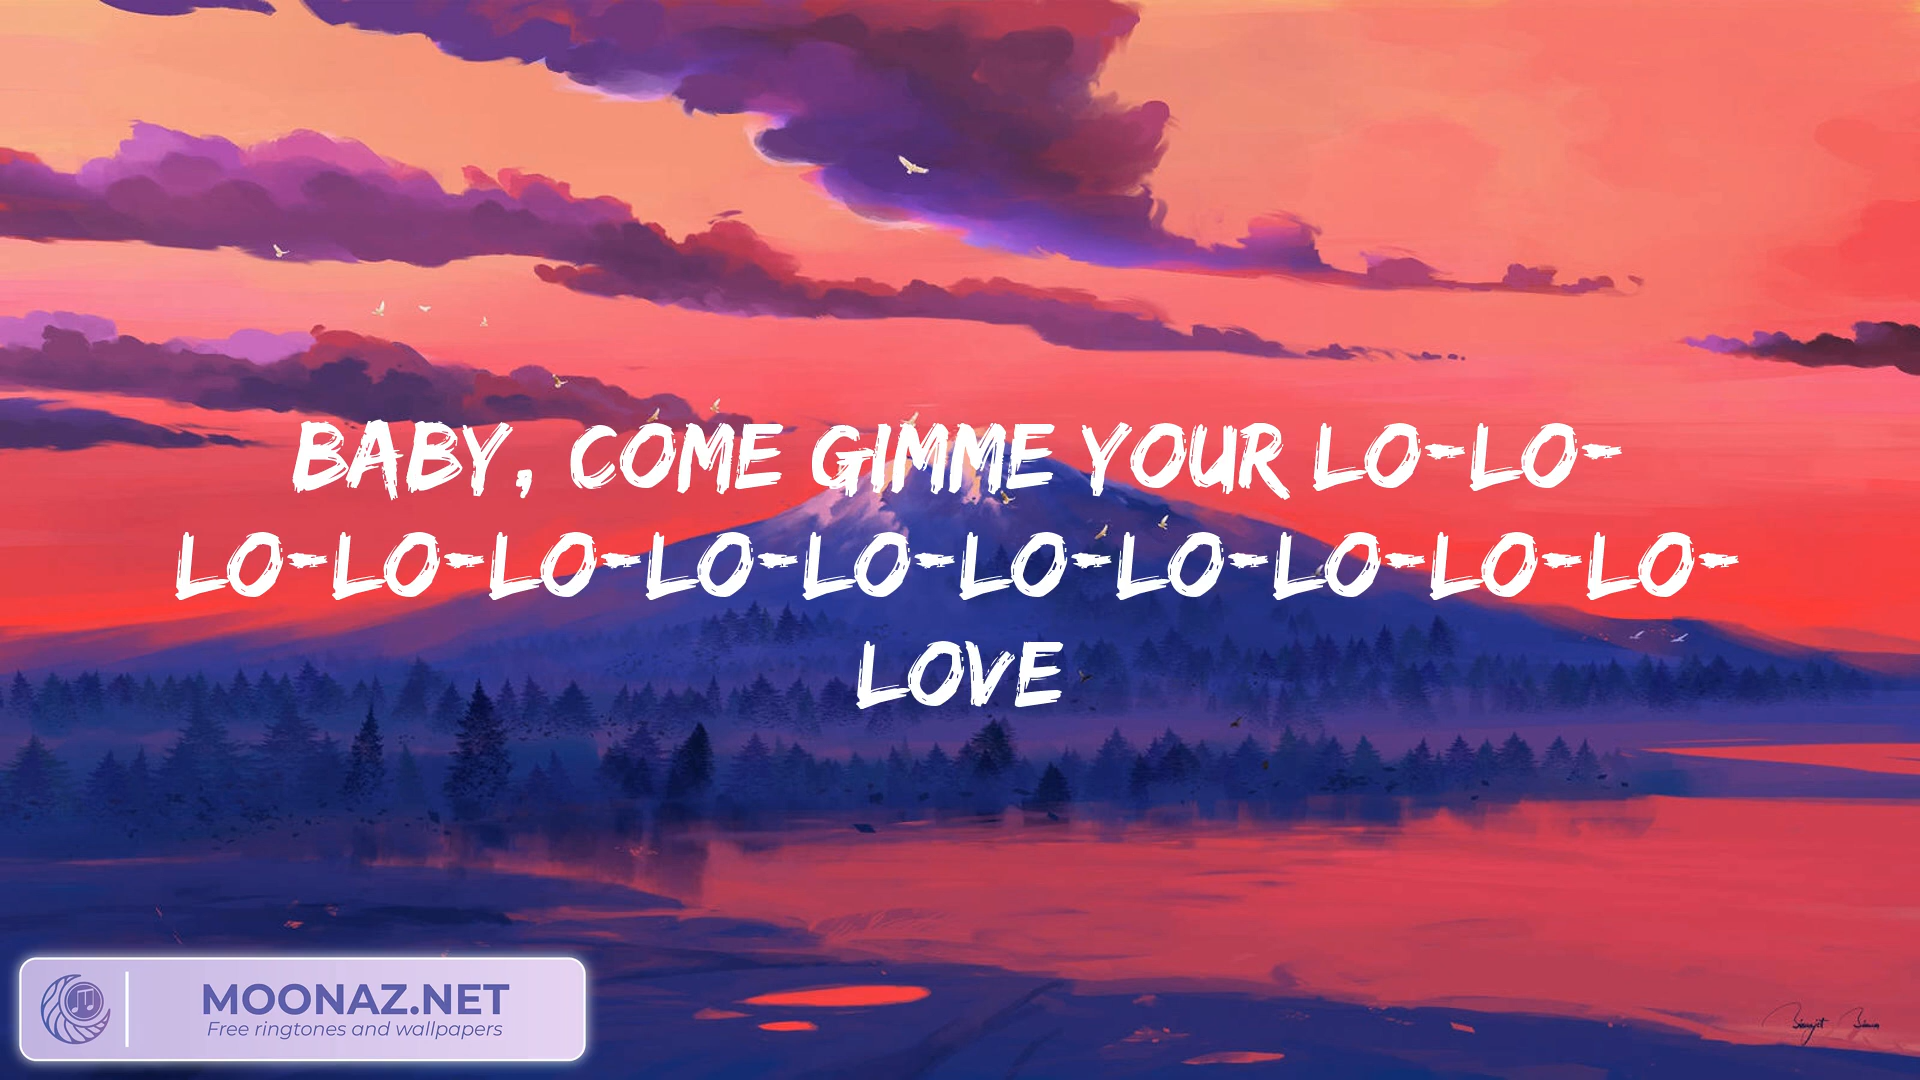 BABY, COME GIMME YOUR LO-LO-
LO-LO-LO-LO-LO-LO-LO-LO-LO-LO-
LOVE
MOONAZ.NET
Free ringtones and wallpapers